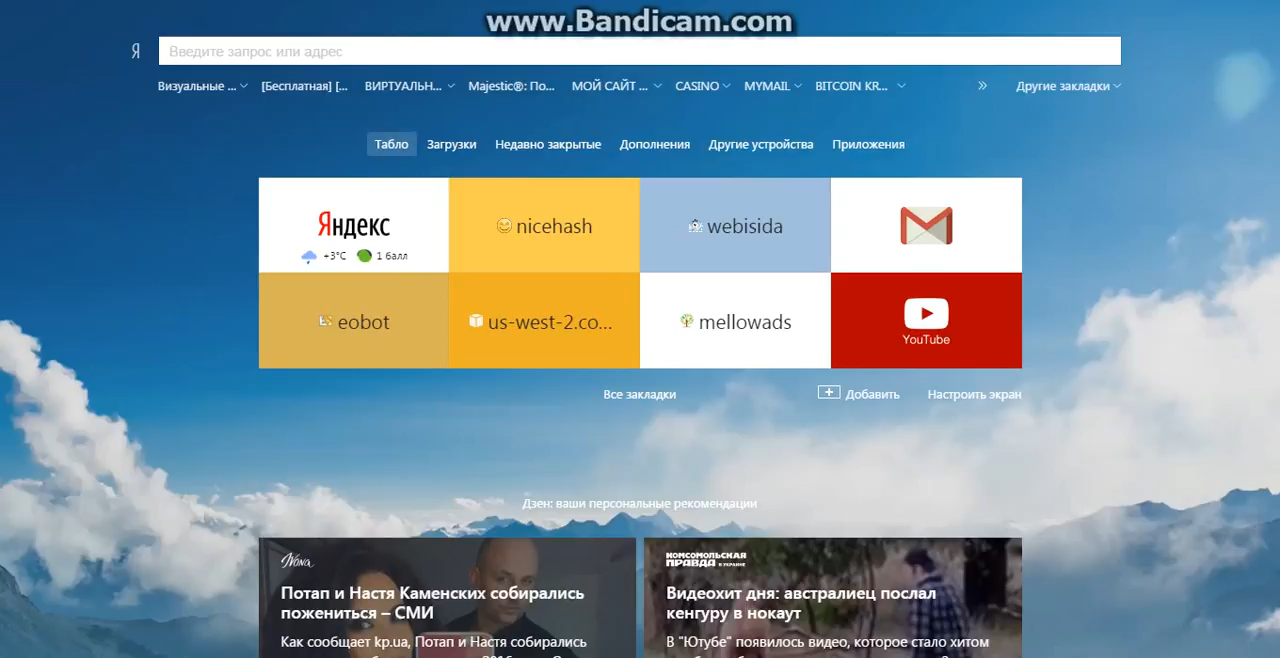 www.Bandicam.com
Я Введите запрос или адрес
Визуальные ... [Бесплатная] [... ВИРТУАЛЬН... Majestic®: По... МОЙ САЙТ ... CASINO MYMAIL BITCOIN KR... » Другие закладки
Табло Загрузки Недавно закрытые Дополнения Другие устройства Приложения
Яндекс
+3°C 1 балл
nicehash
webisida
eobot
us-west-2.co...
mellowads
YouTube
Все закладки Добавить Настроить экран
Дзен: ваши персональные рекомендации
Ivona
Потап и Настя Каменских собирались
пожениться – СМИ
Как сообщает kp.ua, Потап и Настя собирались
КОМСОМОЛЬСКАЯ
ПРАВДА В УКРАИНЕ
Видеохит дня: австралиец послал
кенгуру в нокаут
В "Ютубе" появилось видео, которое стало хитом